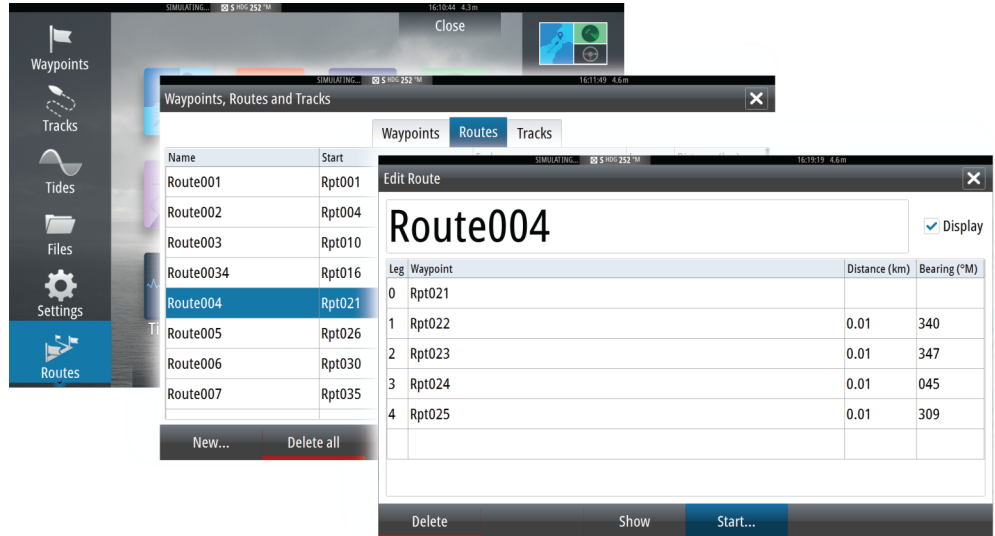 SIMULATING... S HDG 252 °M 16:10:44 4.3 m
Close
Waypoints
Tracks
Tides
Files
Settings
Routes
Ti
SIMULATING... S HDG 252 °M 16:11:49 4.6 m
Waypoints, Routes and Tracks
Waypoints Routes Tracks
Name Start
Route001 Rpt001
Route002 Rpt004
Route003 Rpt010
Route0034 Rpt016
Route004 Rpt021
Route005 Rpt026
Route006 Rpt030
Route007 Rpt035
New... Delete all
SIMULATING... S HDG 252 °M 16:19:19 4.6 m
Edit Route
Route004 Display
Leg Waypoint Distance (km) Bearing (°M)
0 Rpt021
1 Rpt022 0.01 340
2 Rpt023 0.01 347
3 Rpt024 0.01 045
4 Rpt025 0.01 309
Delete Show Start...